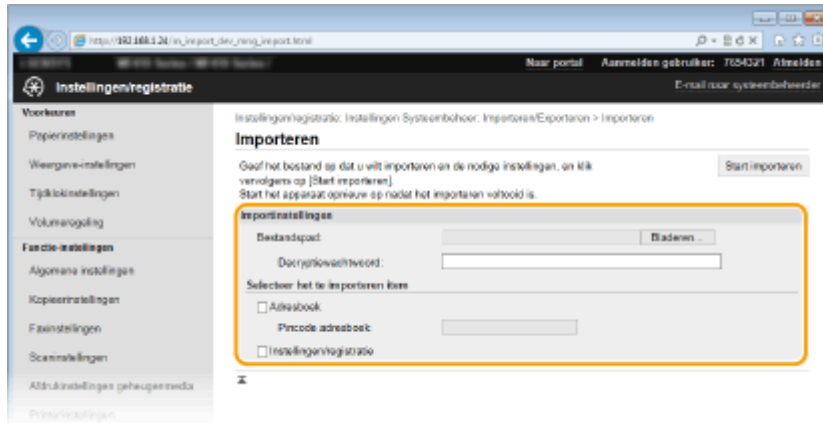 http://192.168.1.24/m_import_dev_mng_import.html
Naar portal Aanmelden gebruiker: 7654321 Afmelden
Instellingen/registratie
E-mail naar systeembeheerder
Voorkeuren
Papierinstellingen
Weergave-instellingen
Tijdklokinstellingen
Volumeregeling
Functie-instellingen
Algemene instellingen
Kopieerinstellingen
Faxinstellingen
Scaninstellingen
Afdrukinstellingen geheugenmedia
Printerinstellingen
Instellingen/registratie: Instellingen Systeembeheer: Importeren/Exporteren > Importeren
Importeren
Geef het bestand op dat u wilt importeren en de nodige instellingen, en klik
vervolgens op [Start importeren].
Start het apparaat opnieuw op nadat het importeren voltooid is.
Start importeren
Importinstellingen
Bestandspad:
Bladeren...
Decryptiewachtwoord:
Selecteer het te importeren item
Adresboek
Pincode adresboek:
Instellingen/registratie